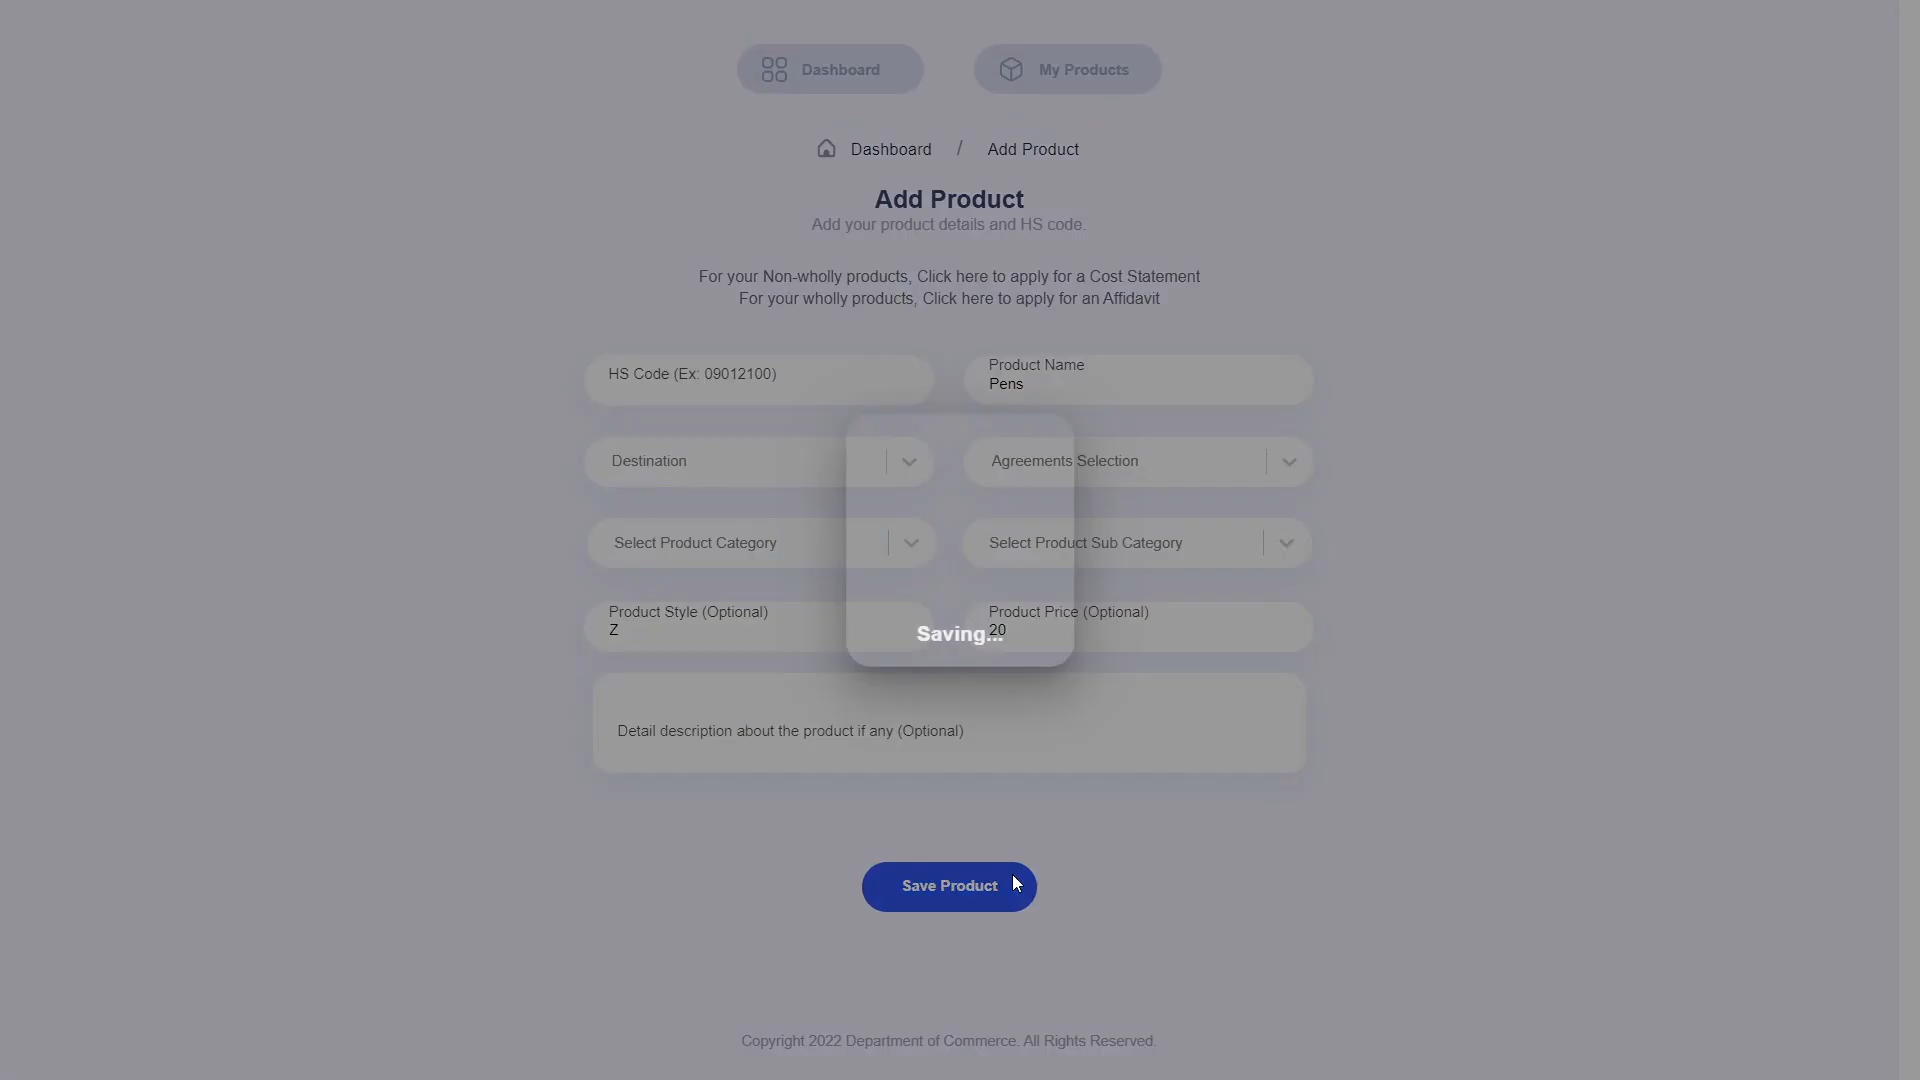 Dashboard
My Products
Dashboard / Add Product
Add Product
Add your product details and HS code.
For your Non-wholly products, Click here to apply for a Cost Statement
For your wholly products, Click here to apply for an Affidavit
HS Code (Ex: 09012100)
Product Name
Pens
Destination
Agreements Selection
Select Product Category
Select Product Sub Category
Product Style (Optional)
Z
Product Price (Optional)
20
Saving...
Detail description about the product if any (Optional)
Save Product
Copyright 2022 Department of Commerce. All Rights Reserved.